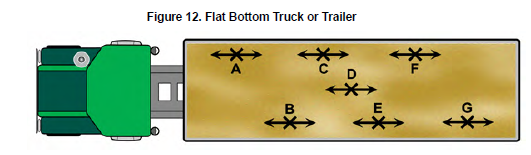 Figure 12. Flat Bottom Truck or Trailer
A C F
D
B E G